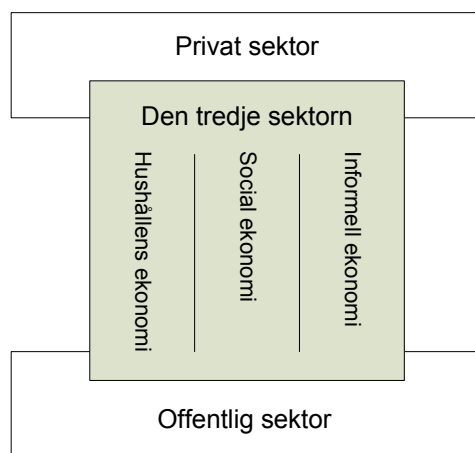 Privat sektor
Den tredje sektorn
Hushållens ekonomi
Social ekonomi
Informell ekonomi
Offentlig sektor